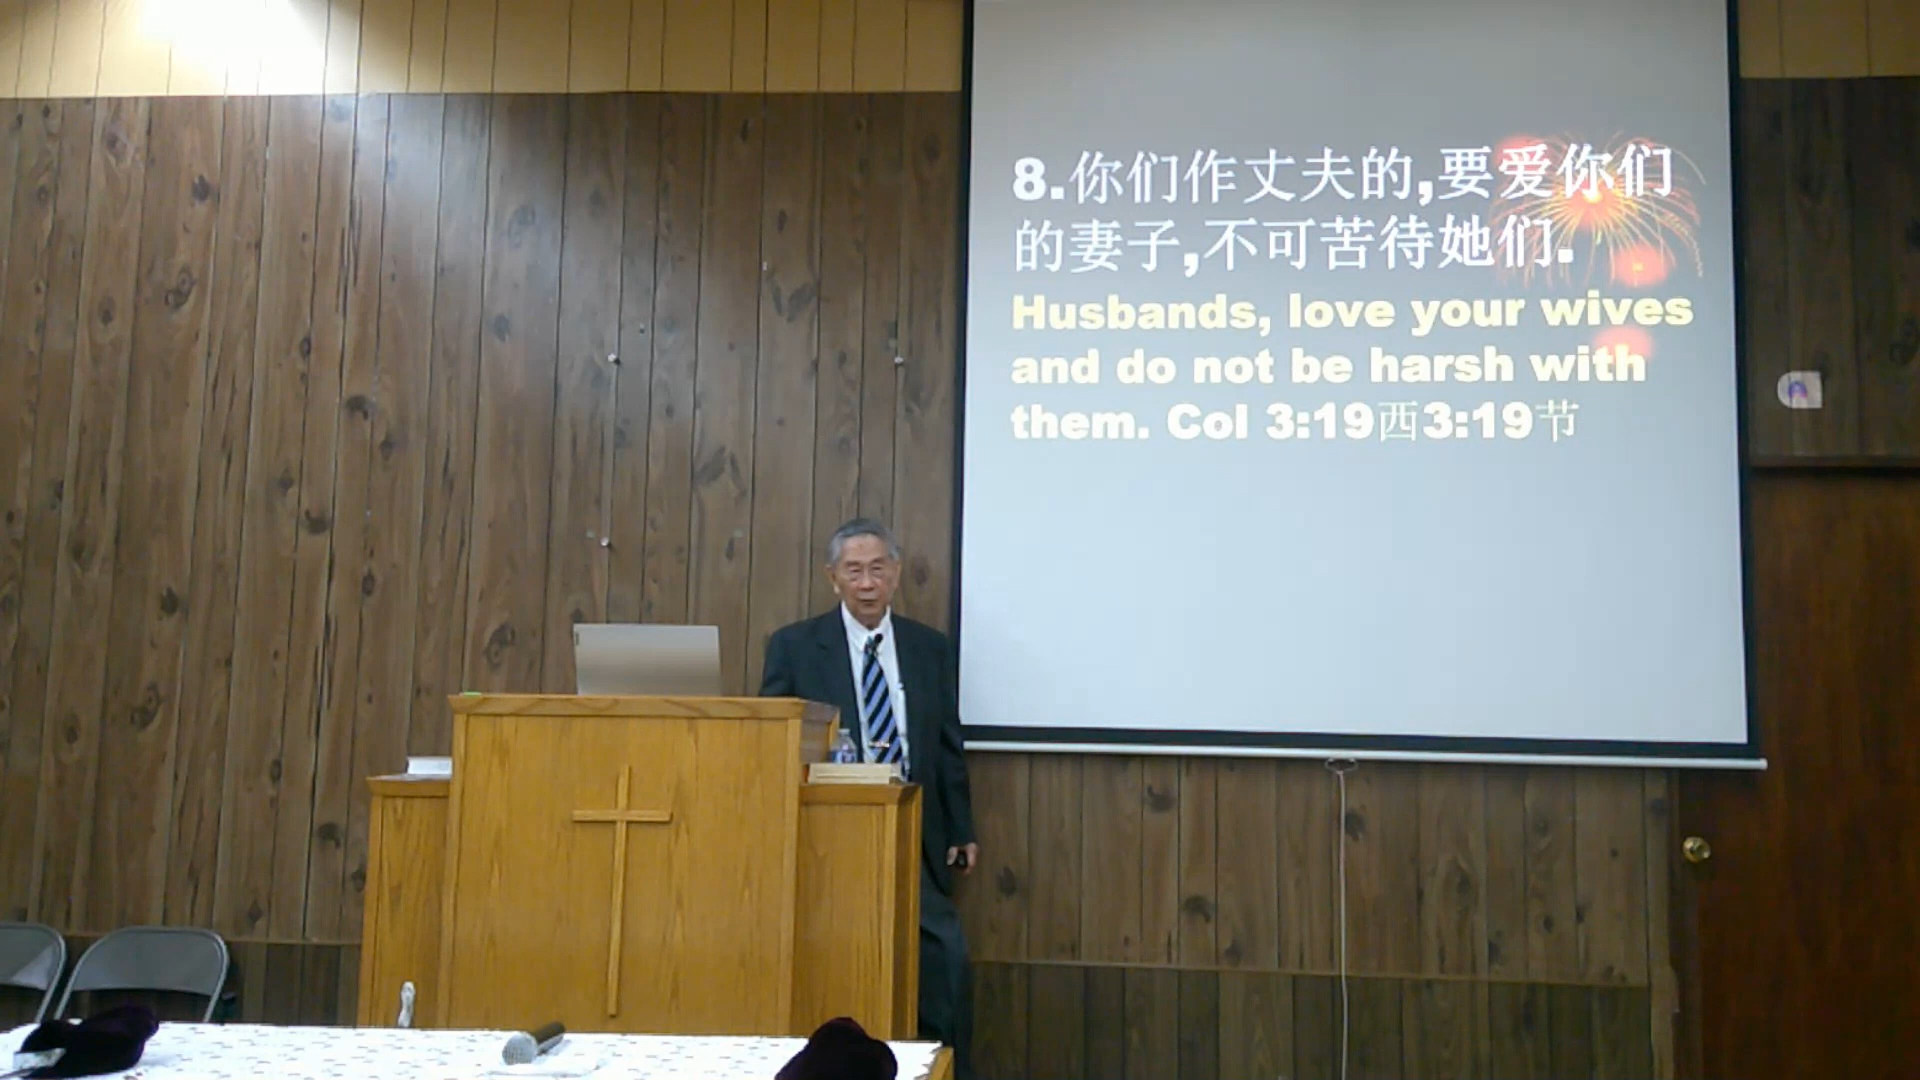 8.你们作丈夫的,要爱你们
的妻子,不可苦待她们.
Husbands, love your wives
and do not be harsh with
them. Col 3:19西3:19节